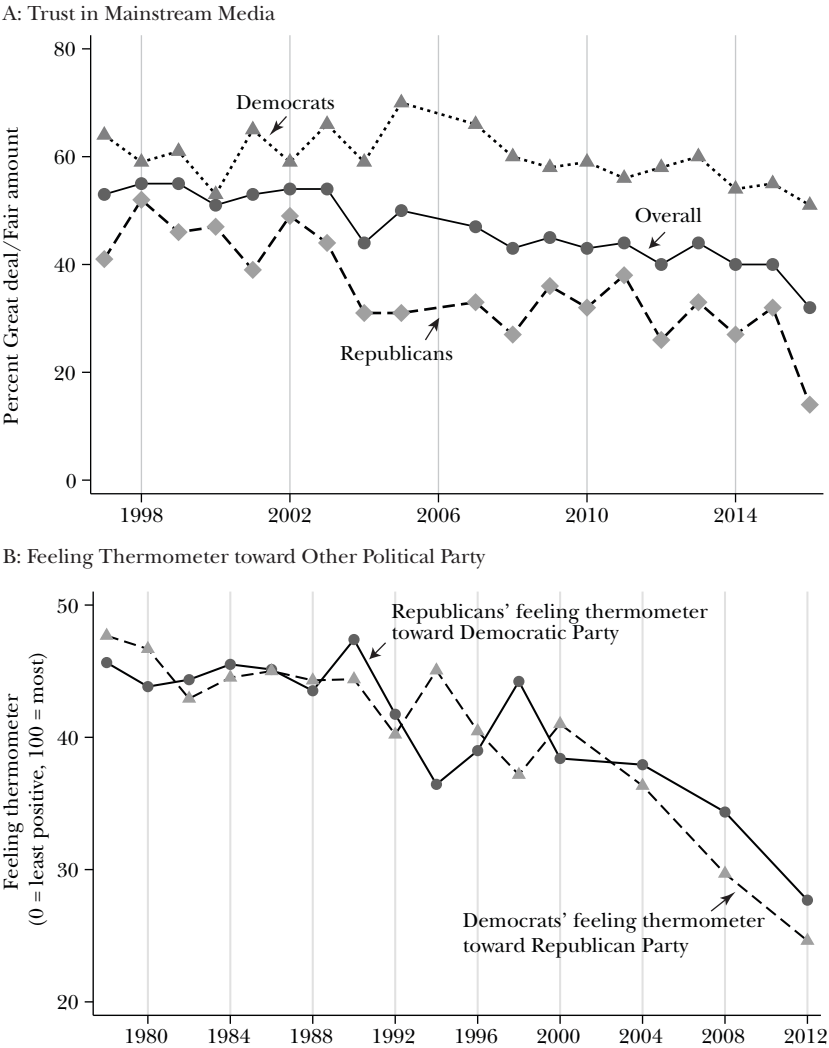 A: Trust in Mainstream Media
Percent Great deal/Fair amount
80
60
40
20
0
Democrats
Overall
Republicans
1998 2002 2006 2010 2014
B: Feeling Thermometer toward Other Political Party
Feeling thermometer
(0 = least positive, 100 = most)
50
40
30
20
Republicans’ feeling thermometer
toward Democratic Party
Democrats’ feeling thermometer
toward Republican Party
1980 1984 1988 1992 1996 2000 2004 2008 2012